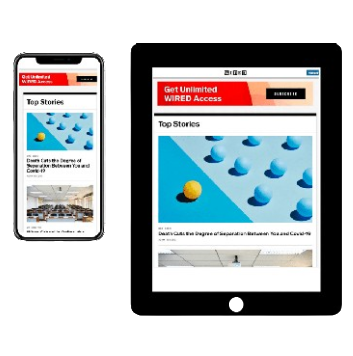 Get Unlimited
WIRED Access
SUBSCRIBE
Top Stories
Death Cuts the Degree of
Separation Between You and
Covid-19
WIRED
Get Unlimited
WIRED Access
SUBSCRIBE
Top Stories
Death Cuts the Degree of Separation Between You and Covid-19